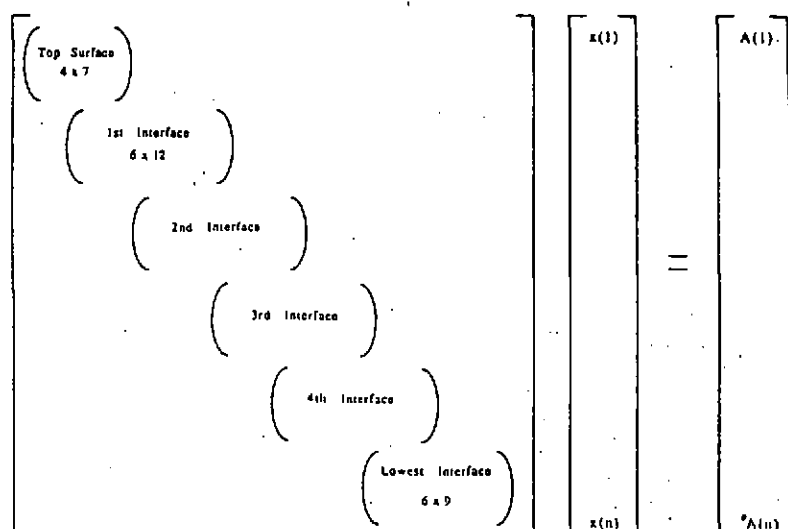 Top Surface
4 x 7
1st Interface
6 x 12
2nd Interface
3rd Interface
4th Interface
Lowest Interface
6 x 9
x(1)
x(n)
=
A(1)
A(n)